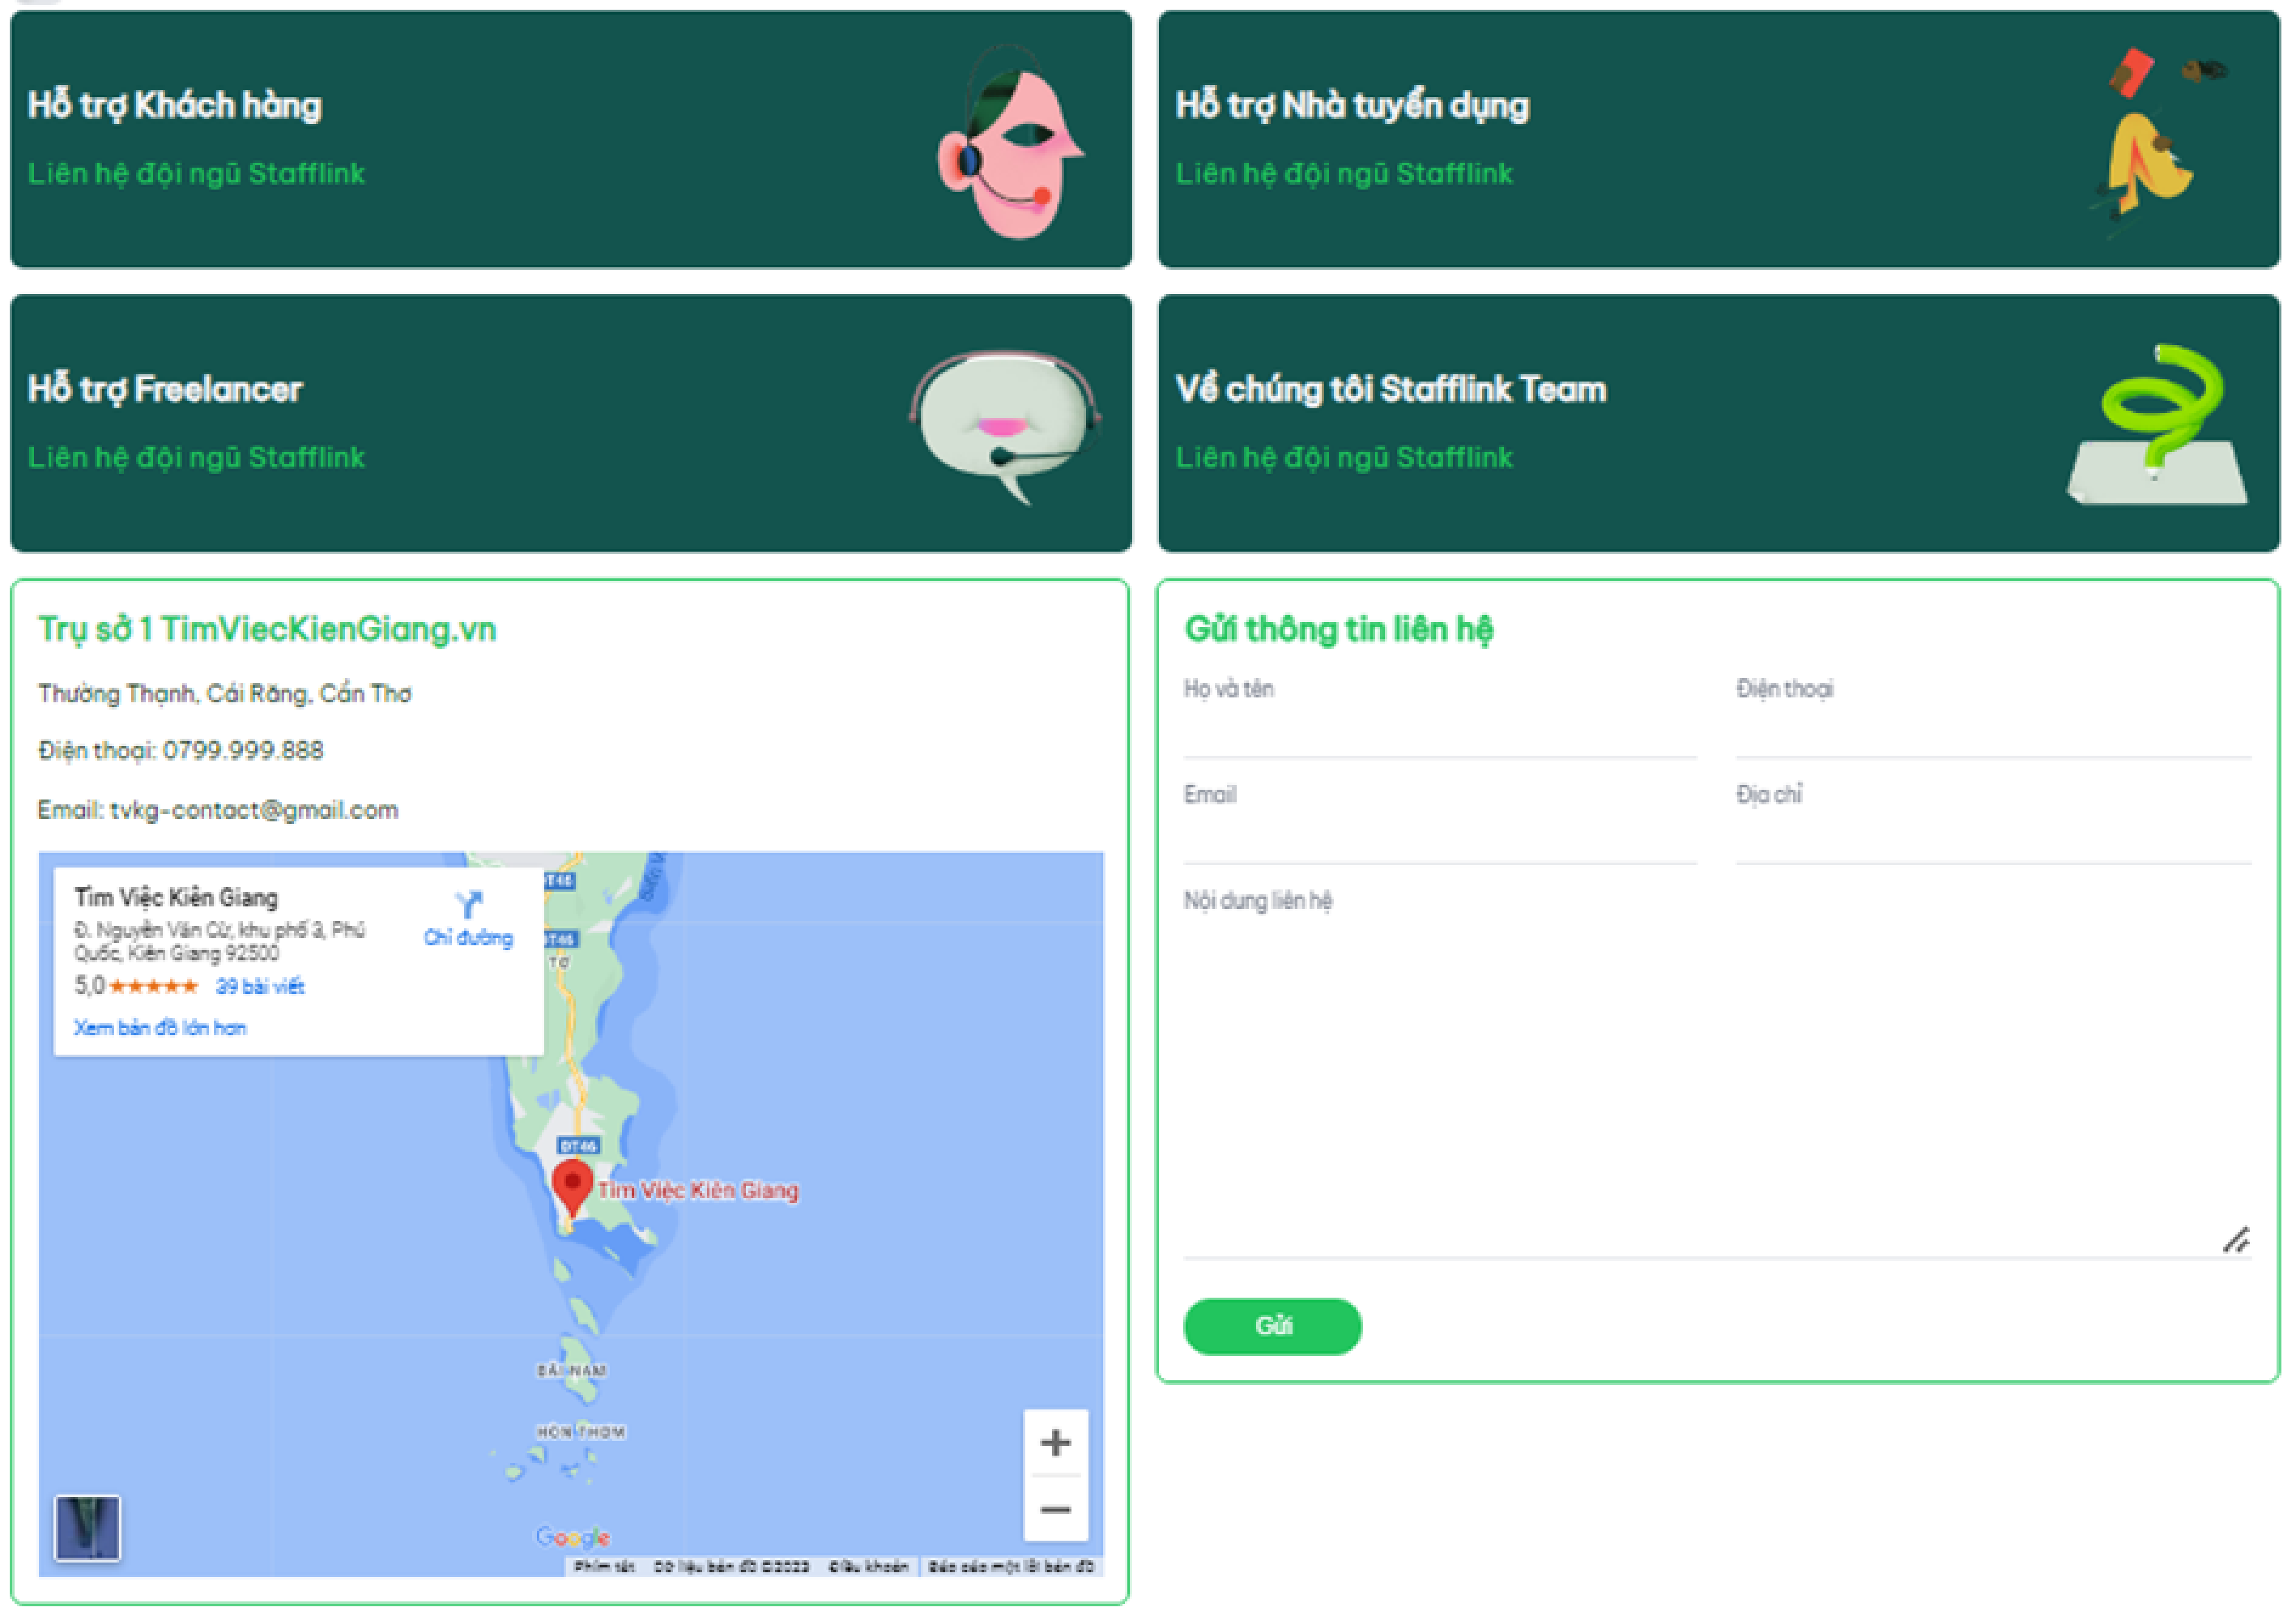 Hỗ trợ Khách hàng
Liên hệ đội ngũ Stafflink
Hỗ trợ Nhà tuyển dụng
Liên hệ đội ngũ Stafflink
Hỗ trợ Freelancer
Liên hệ đội ngũ Stafflink
Về chúng tôi Stafflink Team
Liên hệ đội ngũ Stafflink
Trụ sở 1 TimViecKienGiang.vn
Thường Thạnh, Cái Răng, Cần Thơ
Điện thoại: 0799.999.888
Email: tvkg-contact@gmail.com
Tìm Việc Kiên Giang
Đ. Nguyễn Văn Cừ, khu phố 3, Phú
Quốc, Kiên Giang 92500
5,0 ★★★★★ 39 bài viết
Xem bản đồ lớn hơn
Chỉ đường
ĐT46
ĐT46
TƠ
ĐT46
Tìm Việc Kiên Giang
BÃI NAM
HÒN THƠM
Google
Phím tắt Dữ liệu bản đồ ©2023 Điều khoản Báo cáo một lỗi bản đồ
Gửi thông tin liên hệ
Họ và tên
Điện thoại
Email
Địa chỉ
Nội dung liên hệ
Gửi